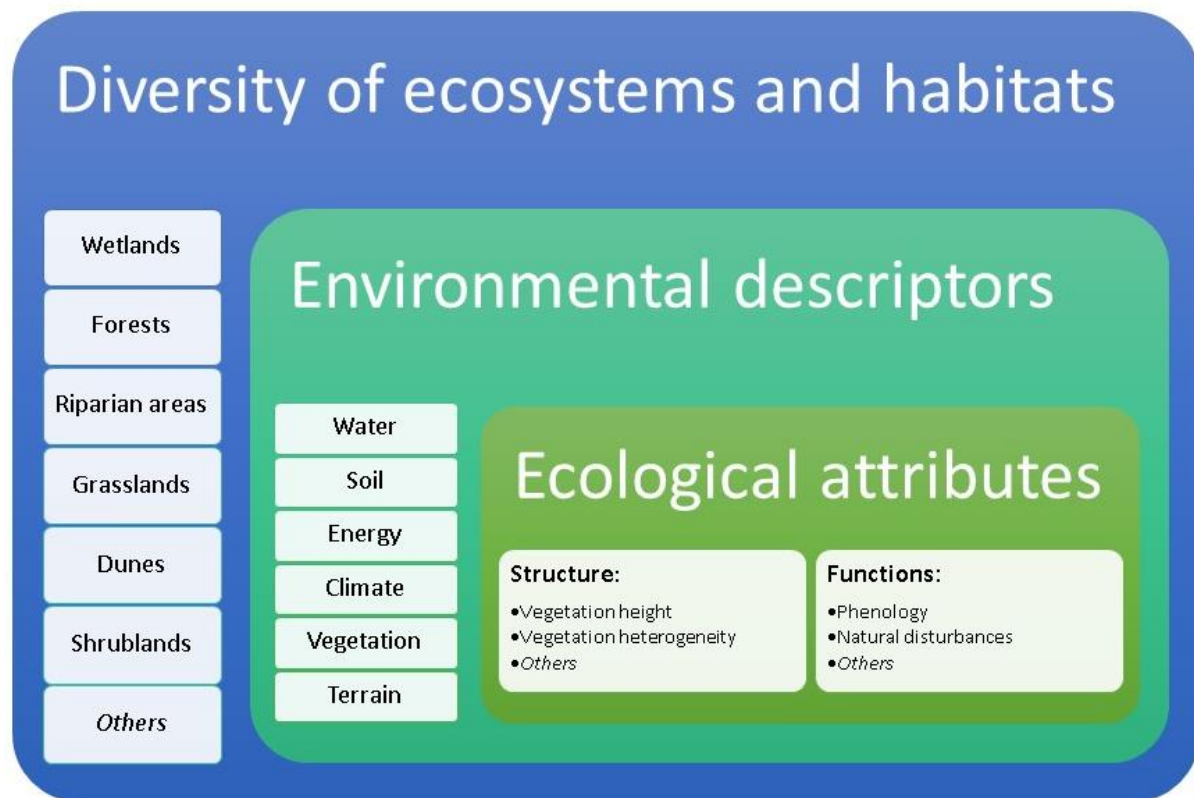 Diversity of ecosystems and habitats
Wetlands
Forests
Riparian areas
Grasslands
Dunes
Shrublands
Others
Environmental descriptors
Water
Soil
Energy
Climate
Vegetation
Terrain
Ecological attributes
Structure:
•Vegetation height
•Vegetation heterogeneity
•Others
Functions:
•Phenology
•Natural disturbances
•Others